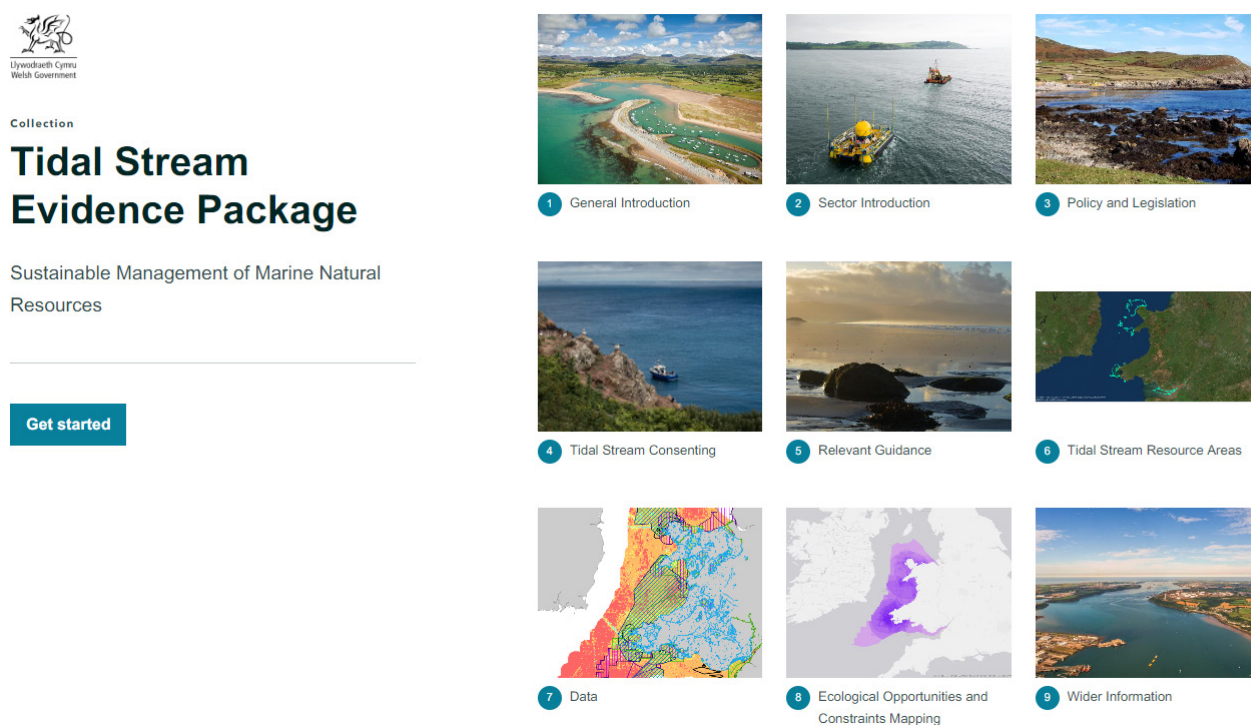 Llywodraeth Cymru
Welsh Government
Collection
Tidal Stream
Evidence Package
Sustainable Management of Marine Natural
Resources
Get started
1 General Introduction
2 Sector Introduction
3 Policy and Legislation
4 Tidal Stream Consenting
5 Relevant Guidance
6 Tidal Stream Resource Areas
7 Data
8 Ecological Opportunities and
Constraints Mapping
9 Wider Information